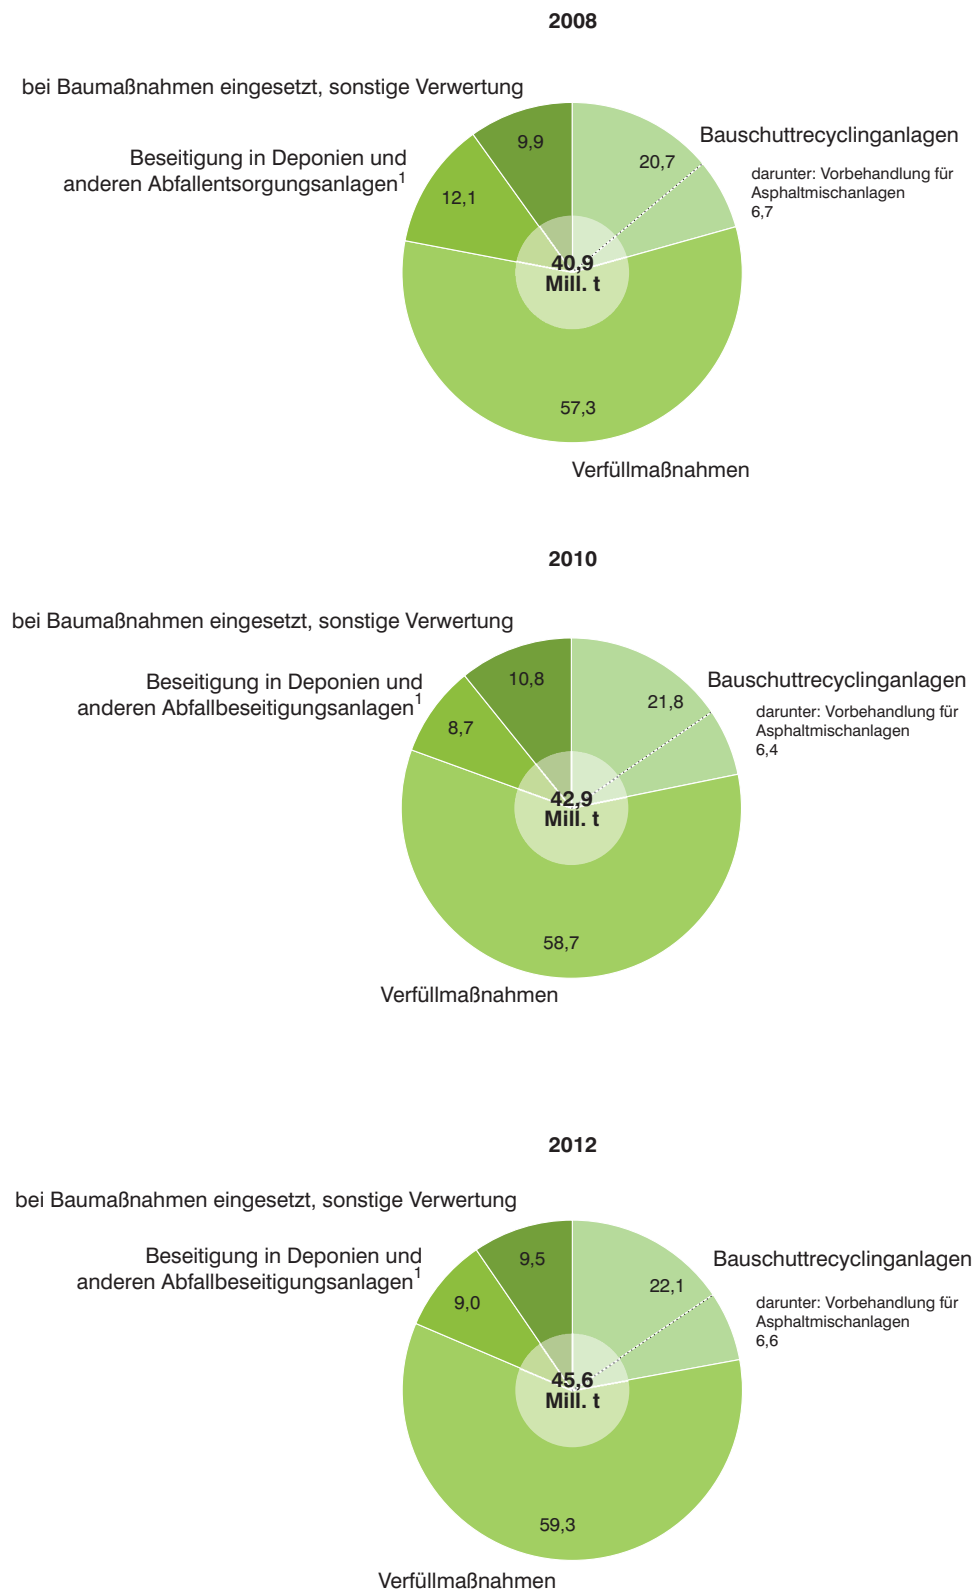 2008
bei Baumaßnahmen eingesetzt, sonstige Verwertung
Beseitigung in Deponien und
anderen Abfallentsorgungsanlagen¹
9,9
12,1
20,7
Bauschuttrecyclinganlagen
darunter: Vorbehandlung für
Asphaltmischanlagen
6,7
40,9
Mill. t
57,3
Verfüllmaßnahmen
2010
bei Baumaßnahmen eingesetzt, sonstige Verwertung
Beseitigung in Deponien und
anderen Abfallbeseitigungsanlagen¹
10,8
8,7
21,8
Bauschuttrecyclinganlagen
darunter: Vorbehandlung für
Asphaltmischanlagen
6,4
42,9
Mill. t
58,7
Verfüllmaßnahmen
2012
bei Baumaßnahmen eingesetzt, sonstige Verwertung
Beseitigung in Deponien und
anderen Abfallbeseitigungsanlagen¹
9,5
9,0
22,1
Bauschuttrecyclinganlagen
darunter: Vorbehandlung für
Asphaltmischanlagen
6,6
45,6
Mill. t
59,3
Verfüllmaßnahmen